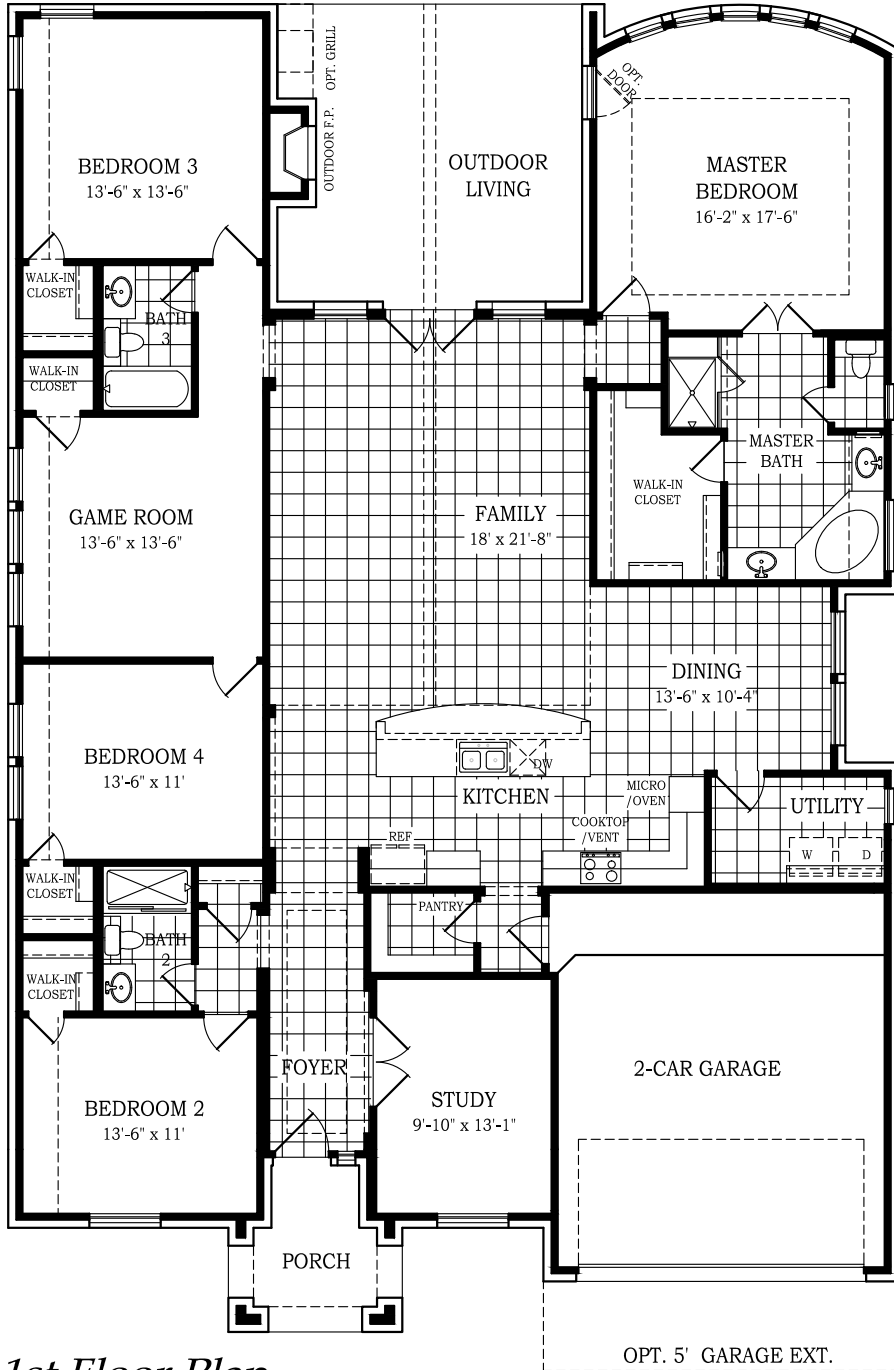 OPT. GRILL
OUTDOOR F.P.
OPT.
DOOR
BEDROOM 3
13'-6" x 13'-6"
OUTDOOR
LIVING
MASTER
BEDROOM
16'-2" x 17'-6"
WALK-IN
CLOSET
BATH
3
WALK-IN
CLOSET
MASTER
BATH
WALK-IN
CLOSET
GAME ROOM
13'-6" x 13'-6"
FAMILY
18' x 21'-8"
DINING
13'-6" x 10'-4"
BEDROOM 4
13'-6" x 11'
DW
KITCHEN
MICRO
/OVEN
UTILITY
COOKTOP
/VENT
REF
W
D
WALK-IN
CLOSET
PANTRY
BATH
2
WALK-IN
CLOSET
FOYER
2-CAR GARAGE
BEDROOM 2
13'-6" x 11'
STUDY
9'-10" x 13'-1"
PORCH
1st Floor Plan
OPT. 5' GARAGE EXT.